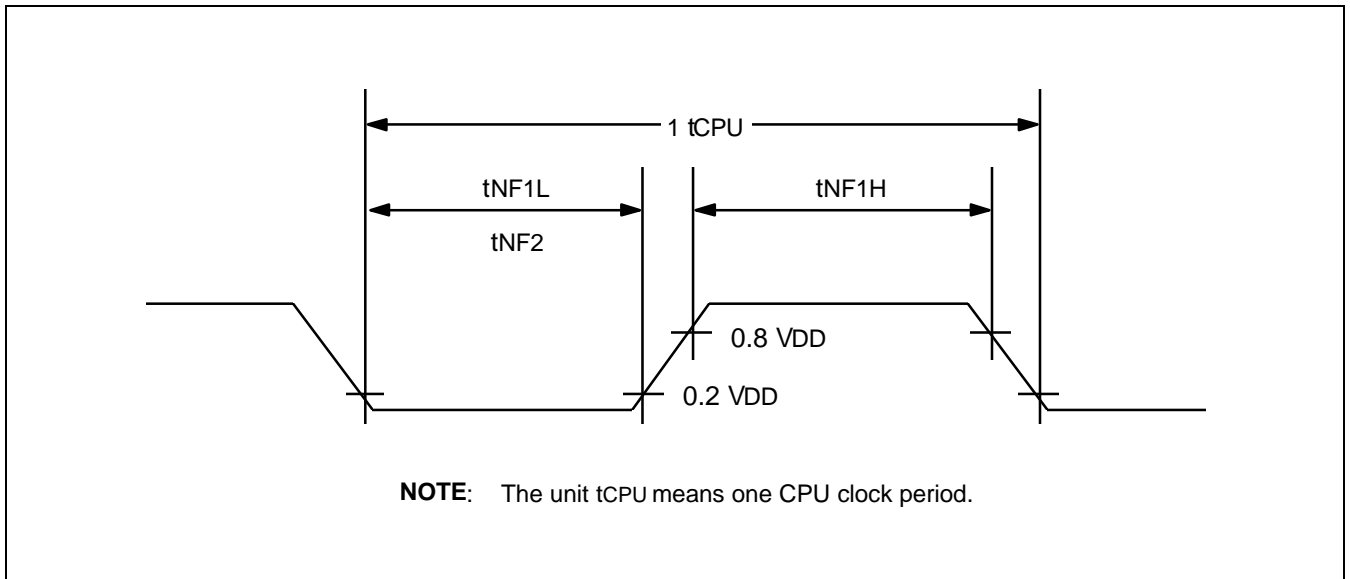 1 tCPU
tNF1L
tNF1H
tNF2
0.8 VDD
0.2 VDD
NOTE: The unit tCPU means one CPU clock period.